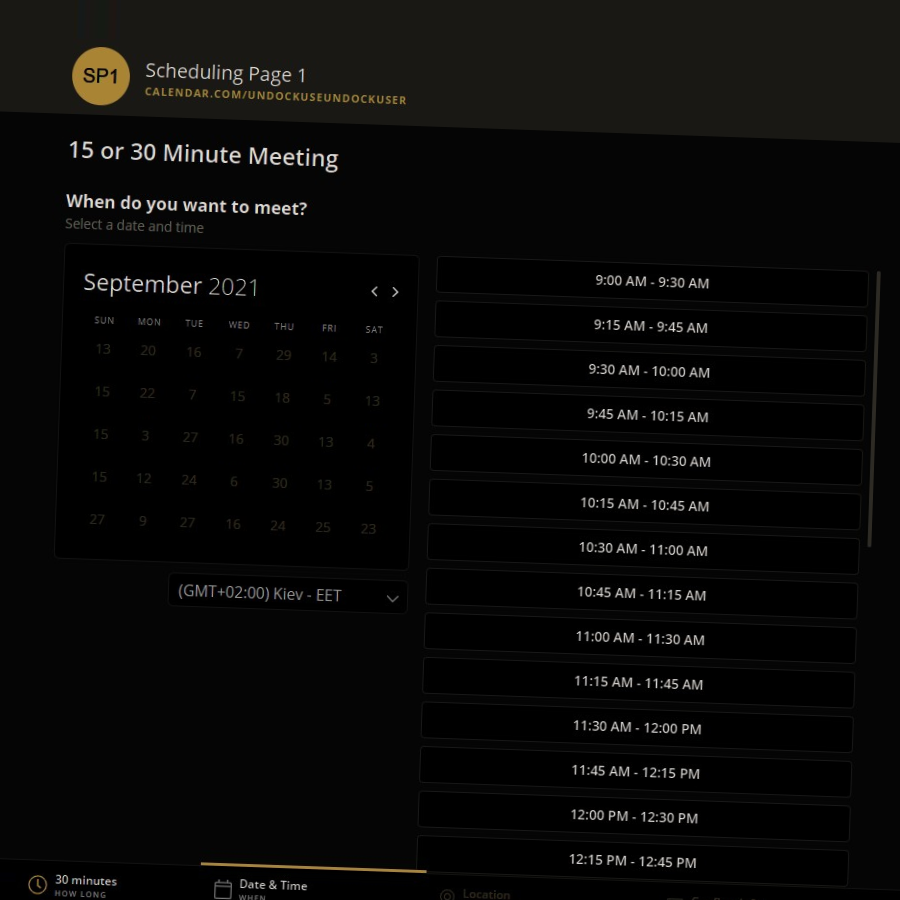 SP1
Scheduling Page 1
CALENDAR.COM/UNDOCKUSEUNDOCKUSER
15 or 30 Minute Meeting
When do you want to meet?
Select a date and time
September 2021
SUN MON TUE WED THU FRI SAT
13 20 16 7 29 14 3
15 22 7 15 18 5 13
15 3 27 16 30 13 4
15 12 24 6 30 13 5
27 9 27 16 24 25 23
(GMT+02:00) Kiev - EET
9:00 AM - 9:30 AM
9:15 AM - 9:45 AM
9:30 AM - 10:00 AM
9:45 AM - 10:15 AM
10:00 AM - 10:30 AM
10:15 AM - 10:45 AM
10:30 AM - 11:00 AM
10:45 AM - 11:15 AM
11:00 AM - 11:30 AM
11:15 AM - 11:45 AM
11:30 AM - 12:00 PM
11:45 AM - 12:15 PM
12:00 PM - 12:30 PM
12:15 PM - 12:45 PM
30 minutes
HOW LONG
Date & Time
WHEN
Location